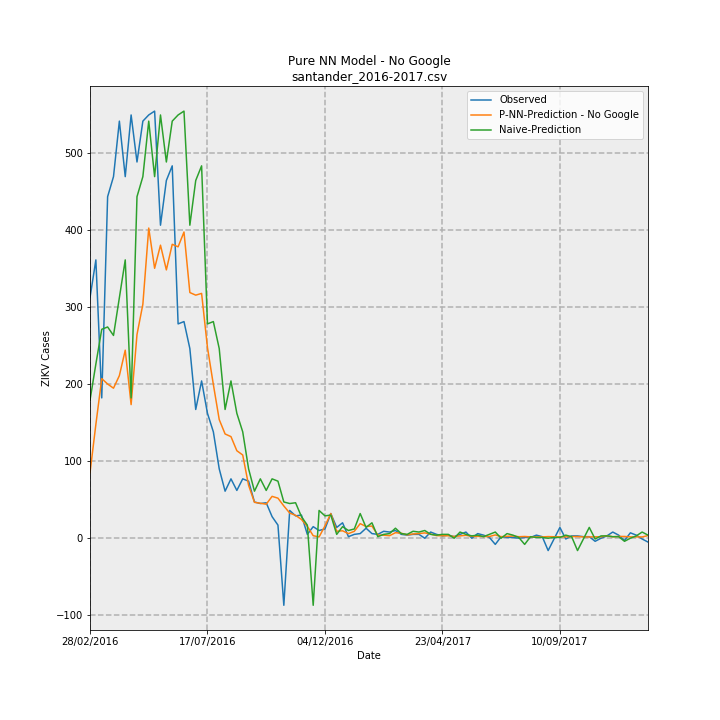 Pure NN Model - No Google
santander_2016-2017.csv
Observed
P-NN-Prediction - No Google
Naive-Prediction
ZIKV Cases
500
400
300
200
100
0
−100
28/02/2016
17/07/2016
04/12/2016
23/04/2017
10/09/2017
Date